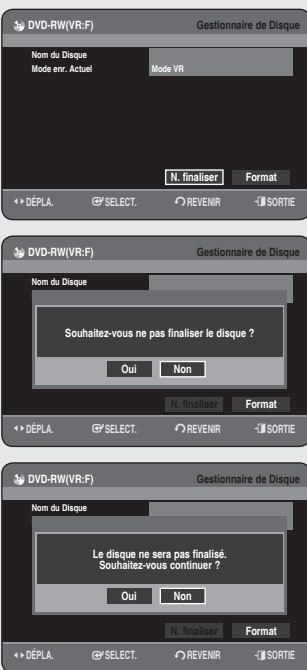 DVD-RW(VR:F) Gestionnaire de Disque
Nom du Disque
Mode enr. Actuel Mode VR
N. finaliser Format
DÉPLA. SELECT. REVENIR SORTIE
DVD-RW(VR:F) Gestionnaire de Disque
Nom du Disque
Souhaitez-vous ne pas finaliser le disque ?
Oui Non
N. finaliser Format
DÉPLA. SELECT. REVENIR SORTIE
DVD-RW(VR:F) Gestionnaire de Disque
Nom du Disque
Le disque ne sera pas finalisé.
Souhaitez-vous continuer ?
Oui Non
N. finaliser Format
DÉPLA. SELECT. REVENIR SORTIE